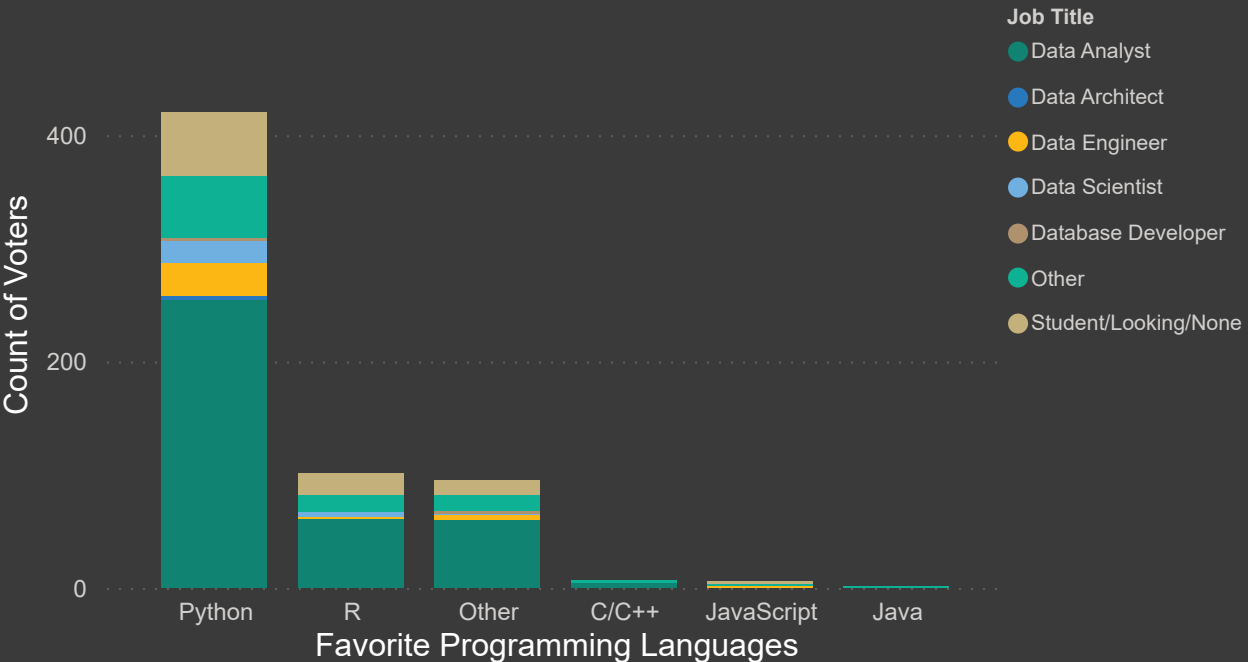 Job Title
Data Analyst
Data Architect
Data Engineer
Data Scientist
Database Developer
Other
Student/Looking/None
Count of Voters
400
200
0
Python R Other C/C++ JavaScript Java
Favorite Programming Languages